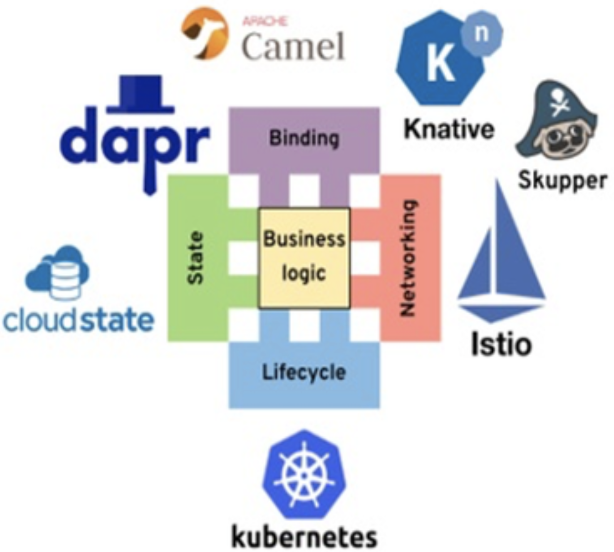 APACHE
Camel
K
n
Knative
dapr
Binding
Skupper
State
Business
logic
Networking
cloudstate
Istio
Lifecycle
kubernetes